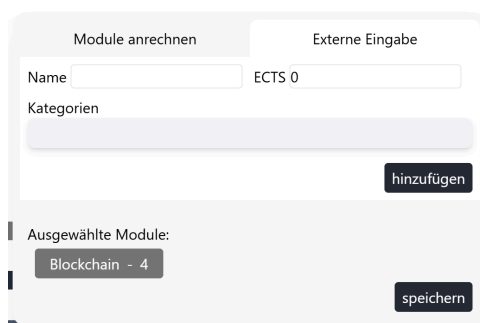 Module anrechnen
Externe Eingabe
Name
ECTS 0
Kategorien
hinzufügen
Ausgewählte Module:
Blockchain - 4
speichern